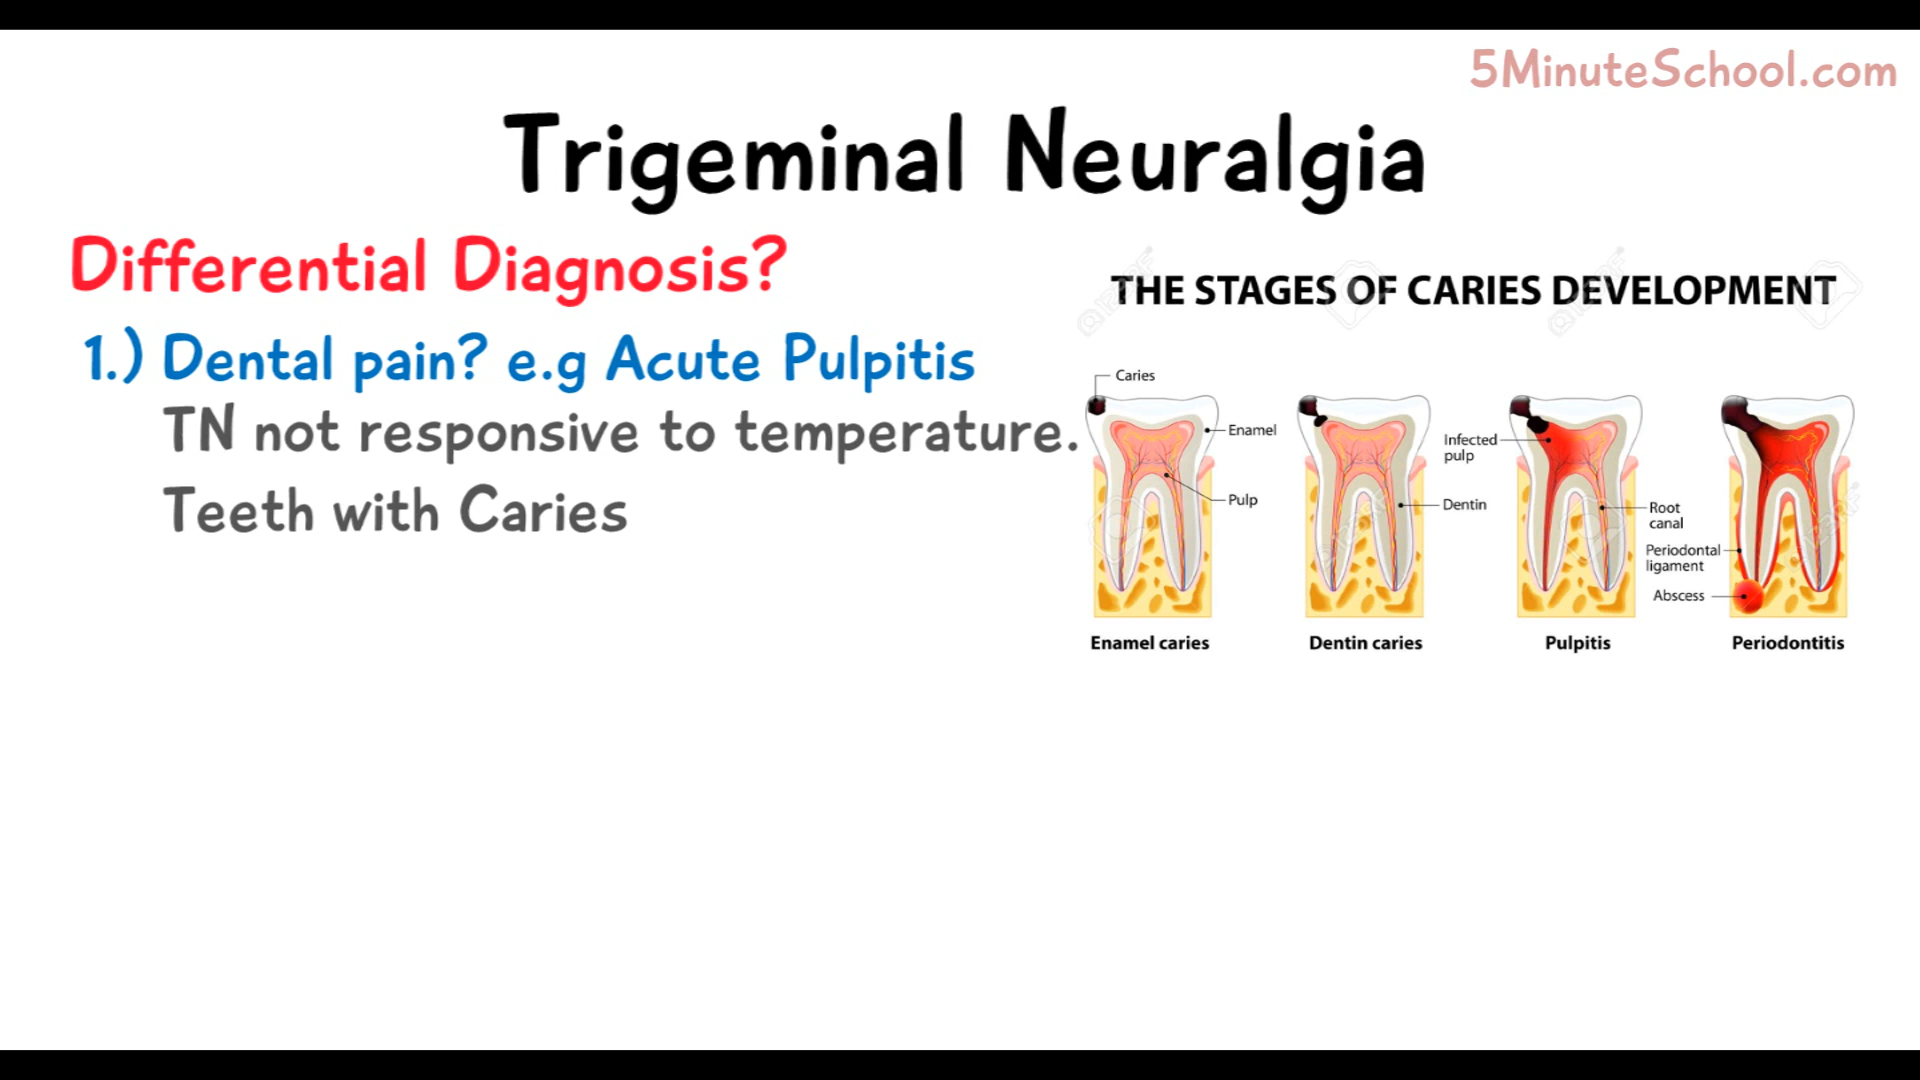 5MinuteSchool.com
Trigeminal Neuralgia
Differential Diagnosis?
1.) Dental pain? e.g Acute Pulpitis
TN not responsive to temperature.
Teeth with Caries
THE STAGES OF CARIES DEVELOPMENT
Caries
Enamel
Pulp
Enamel caries
Dentin
Dentin caries
Infected
pulp
Root
canal
Pulpitis
Periodontal
ligament
Abscess
Periodontitis